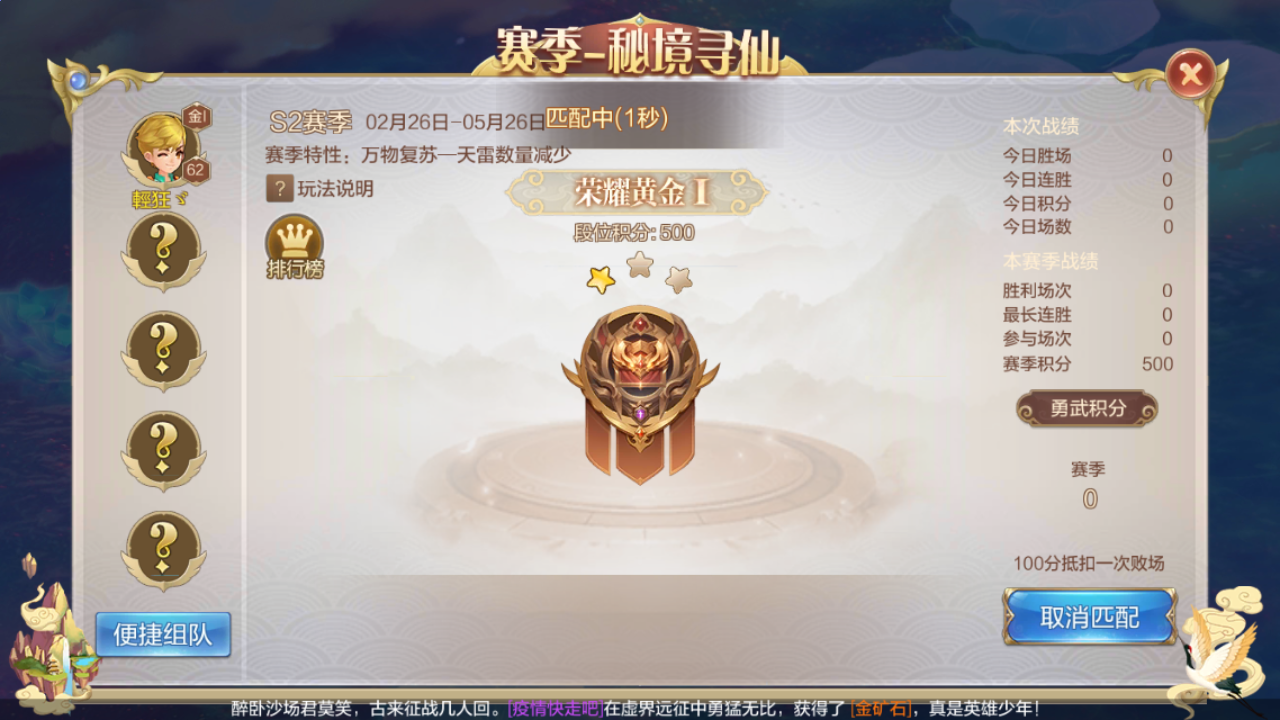 赛季-秘境寻仙
金I
62
輕狂ヾ
S2赛季 02月26日-05月26日
匹配中(1秒)
赛季特性：万物复苏—天雷数量减少
?玩法说明
排行榜
荣耀黄金I
段位积分:500
本次战绩
今日胜场 0
今日连胜 0
今日积分 0
今日场数 0
本赛季战绩
胜利场次 0
最长连胜 0
参与场次 0
赛季积分 500
勇武积分
赛季
0
100分抵扣一次败场
取消匹配
便捷组队
醉卧沙场君莫笑，古来征战几人回。[疫情快走吧]在虚界远征中勇猛无比，获得了 [金矿石]，真是英雄少年！